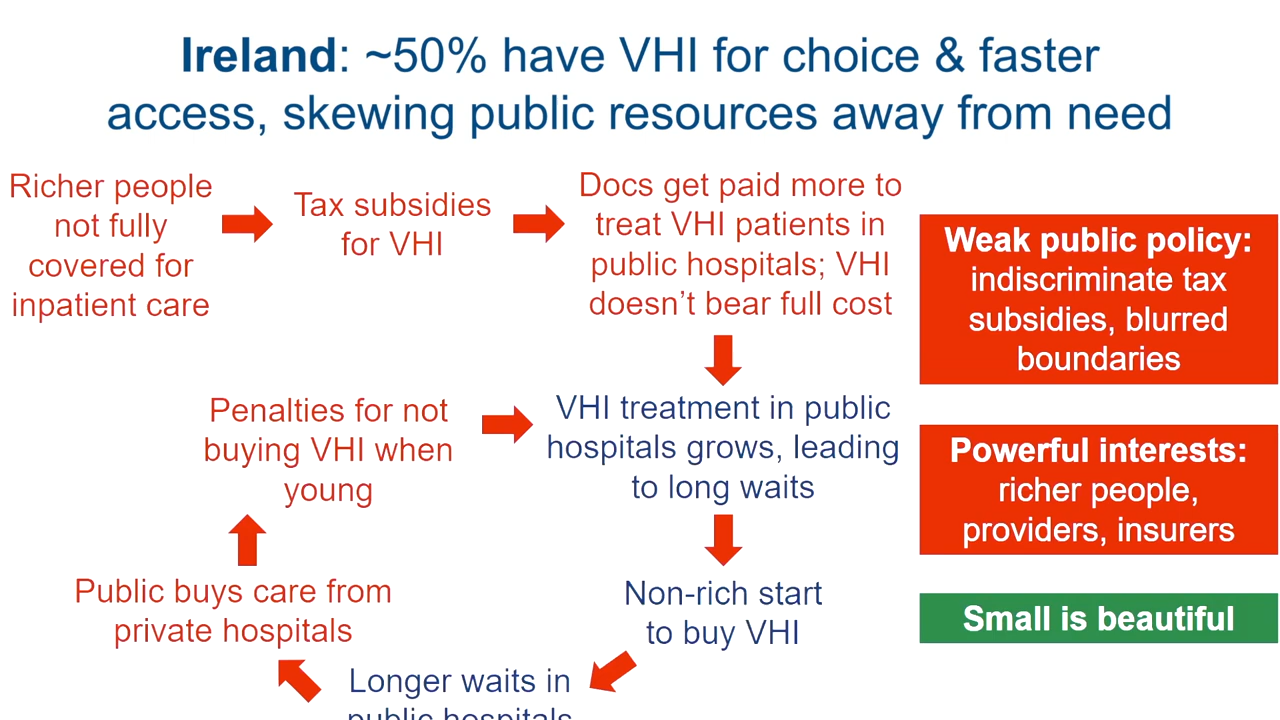 Ireland: ~50% have VHI for choice & faster
access, skewing public resources away from need
Richer people
not fully
covered for
inpatient care
Tax subsidies
for VHI
Docs get paid more to
treat VHI patients in
public hospitals; VHI
doesn’t bear full cost
Weak public policy:
indiscriminate tax
subsidies, blurred
boundaries
Penalties for not
buying VHI when
young
VHI treatment in public
hospitals grows, leading
to long waits
Powerful interests:
richer people,
providers, insurers
Public buys care from
private hospitals
Non-rich start
to buy VHI
Small is beautiful
Longer waits in
public hospitals